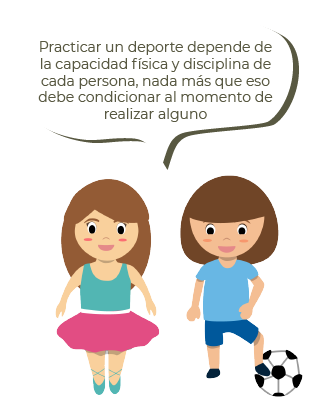 Practicar un deporte depende de
la capacidad física y disciplina de
cada persona, nada más que eso
debe condicionar al momento de
realizar alguno